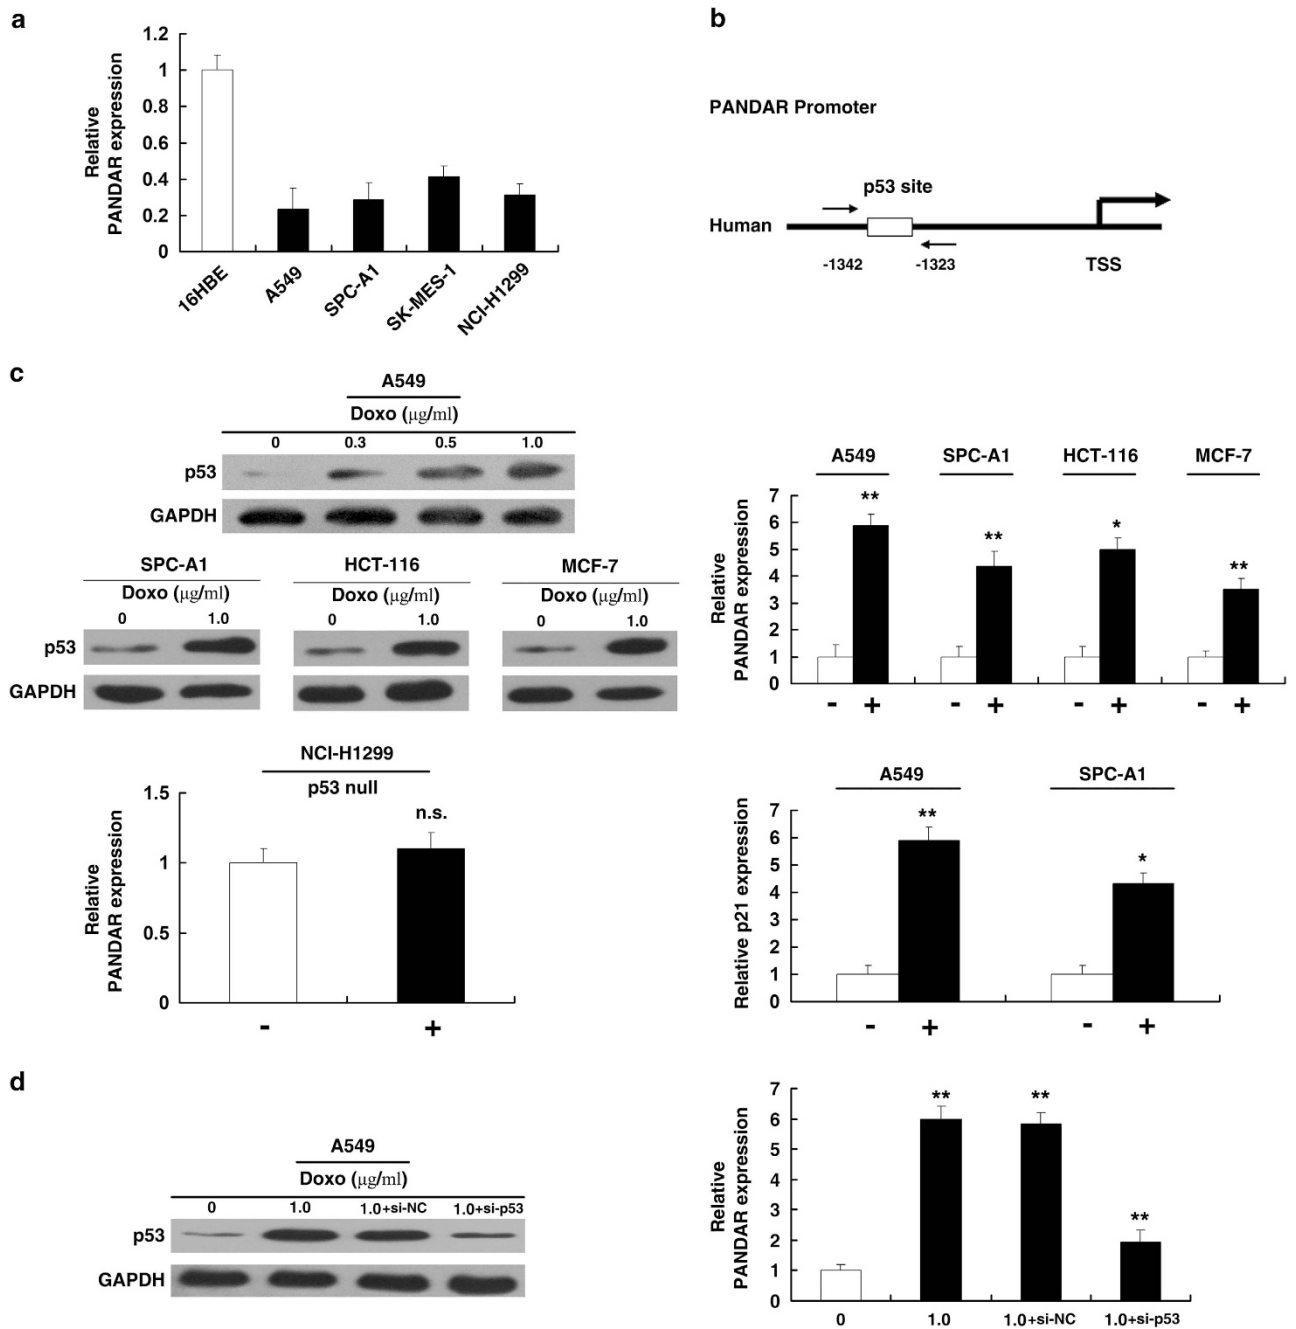 a
Relative
PANDAR expression
1.2
1
0.8
0.6
0.4
0.2
0
16HBE
A549
SPC-A1
SK-MES-1
NCI-H1299
b
PANDAR Promoter
p53 site
Human
-1342
-1323
TSS
c
A549
Doxo (μg/ml)
0 0.3 0.5 1.0
p53
GAPDH
SPC-A1 HCT-116 MCF-7
Doxo (μg/ml) Doxo (μg/ml) Doxo (μg/ml)
0 1.0 0 1.0 0 1.0
p53
GAPDH
A549 SPC-A1 HCT-116 MCF-7
Relative
PANDAR expression
7
6
5
4
3
2
1
0
** ** * **
- + - + - + - +
NCI-H1299
p53 null
Relative
PANDAR expression
1.5
1
0.5
0
n.s.
- +
A549 SPC-A1
Relative p21 expression
7
6
5
4
3
2
1
0
** *
- + - +
d
A549
Doxo (μg/ml)
0 1.0 1.0+si-NC 1.0+si-p53
p53
GAPDH
Relative
PANDAR expression
7
6
5
4
3
2
1
0
** ** **
0 1.0 1.0+si-NC 1.0+si-p53